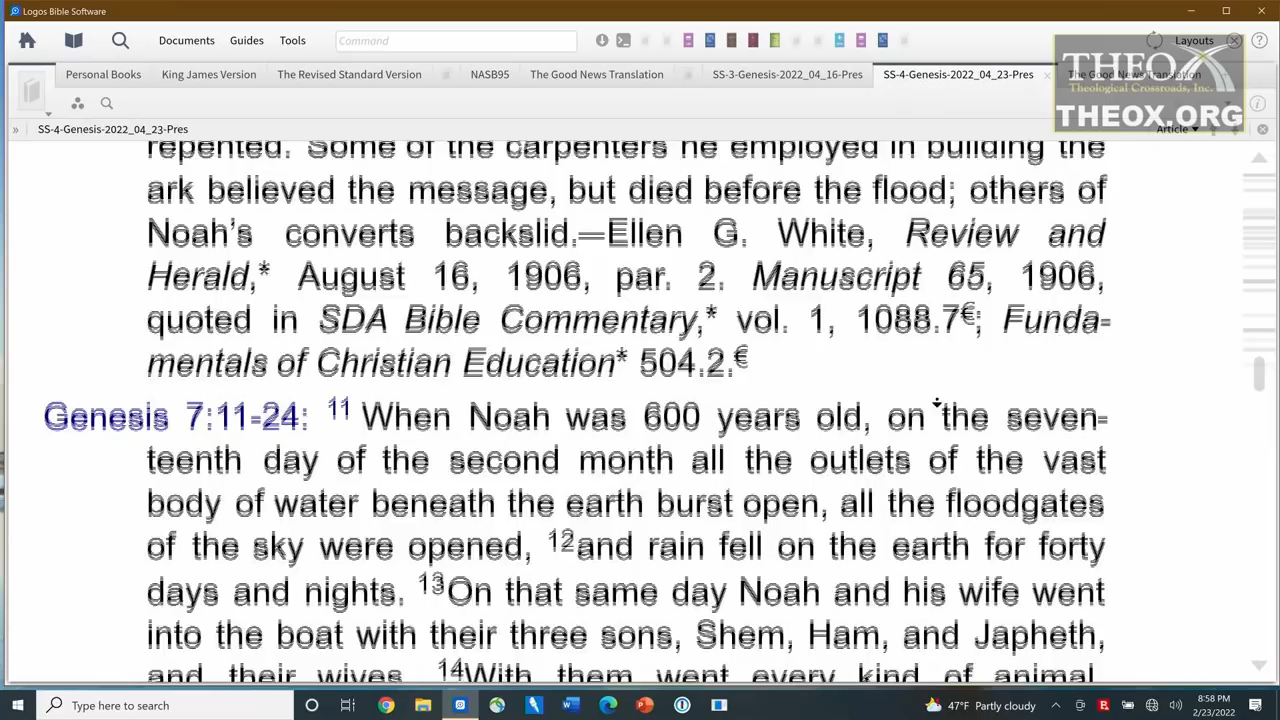 Logos Bible Software
Documents Guides Tools Command Layouts
Personal Books King James Version The Revised Standard Version NASB95 The Good News Translation SS-3-Genesis-2022_04_16-Pres SS-4-Genesis-2022_04_23-Pres The Good News Translation
THEOX
Theological Crossroads, Inc.
THEOX.ORG
SS-4-Genesis-2022_04_23-Pres Article
repented. Some of the carpenters he employed in building the
ark believed the message, but died before the flood; others of
Noah's converts backslid.—Ellen G. White, Review and
Herald,* August 16, 1906, par. 2. Manuscript 65, 1906,
quoted in SDA Bible Commentary,* vol. 1, 1088.7€; Funda-
mentals of Christian Education* 504.2.€
Genesis 7:11-24: 11 When Noah was 600 years old, on the seven-
teenth day of the second month all the outlets of the vast
body of water beneath the earth burst open, all the floodgates
of the sky were opened, 12and rain fell on the earth for forty
days and nights. 13On that same day Noah and his wife went
into the boat with their three sons, Shem, Ham, and Japheth,
and their wives. 14With them went every kind of animal,
Type here to search 47°F Partly cloudy 8:58 PM
2/23/2022